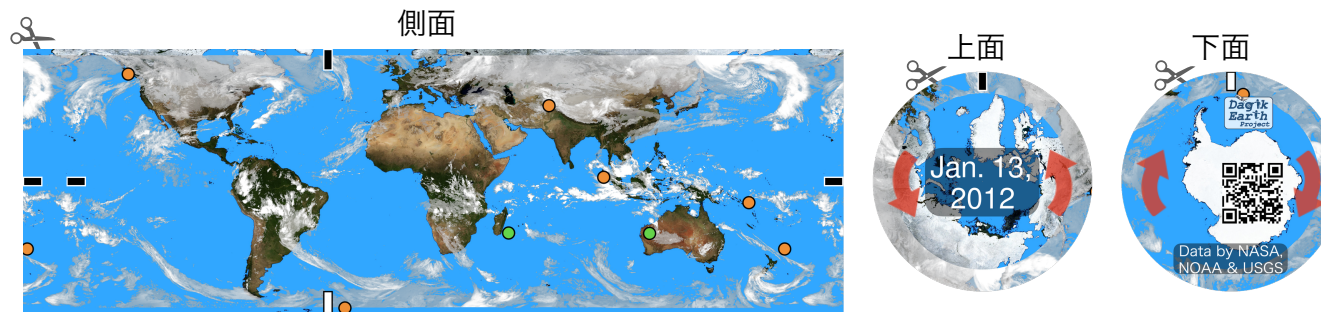 側面
上面
下面
Jan. 13,
2012
Dagik
Earth
Project
Data by NASA,
NOAA & USGS